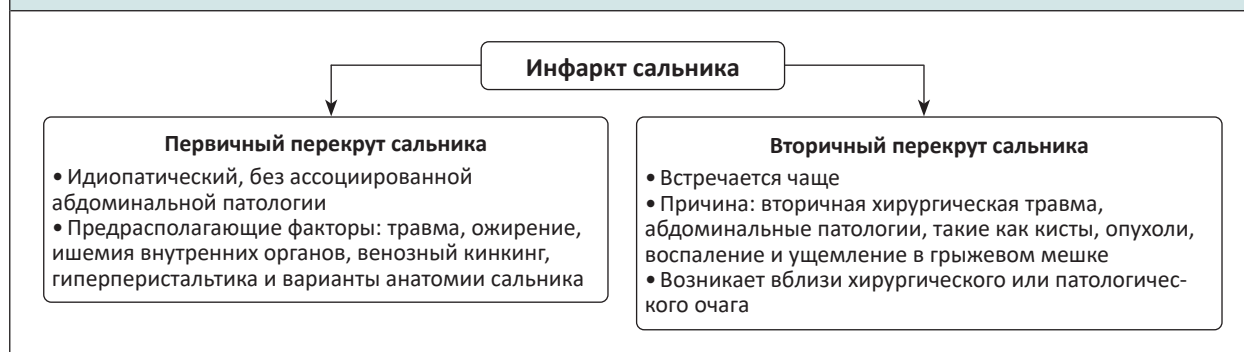 Инфаркт сальника
Первичный перекрут сальника
• Идиопатический, без ассоциированной
абдоминальной патологии
• Предрасполагающие факторы: травма, ожирение,
ишемия внутренних органов, венозный кинкинг,
гиперперистальтика и варианты анатомии сальника
Вторичный перекрут сальника
• Встречается чаще
• Причина: вторичная хирургическая травма,
абдоминальные патологии, такие как кисты, опухоли,
воспаление и ущемление в грыжевом мешке
• Возникает вблизи хирургического или патологичес-
кого очага